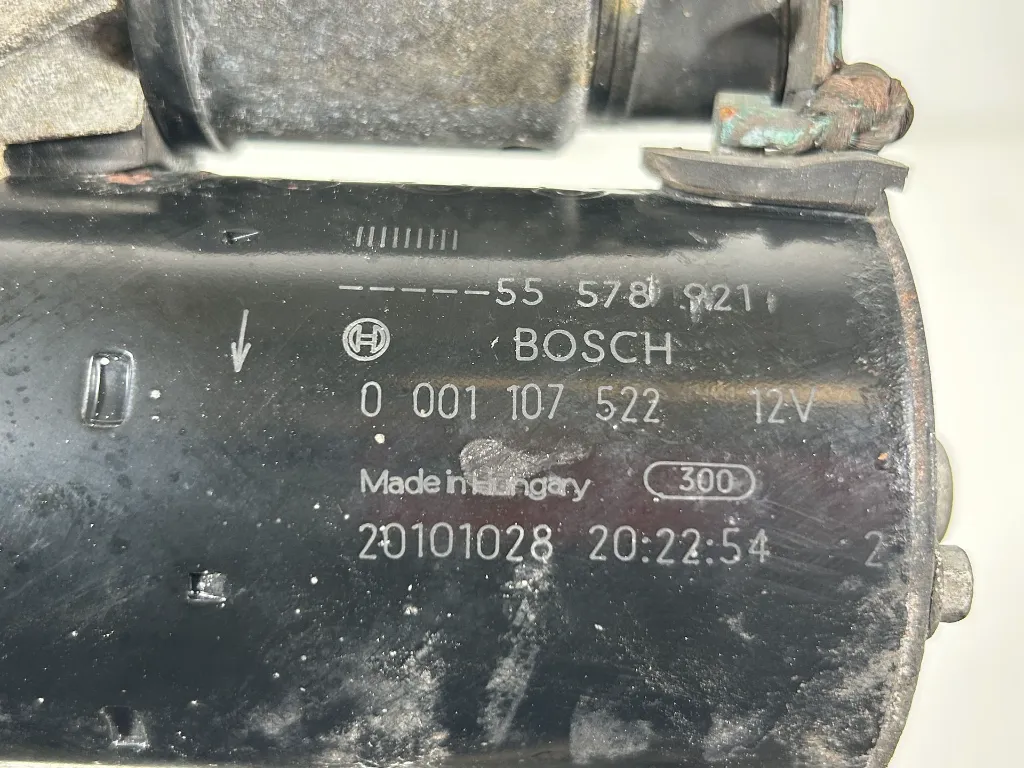 -----55 578 921
BOSCH
0 001 107 522 12V
Made in Hungary 300
20101028 20:22:54 2